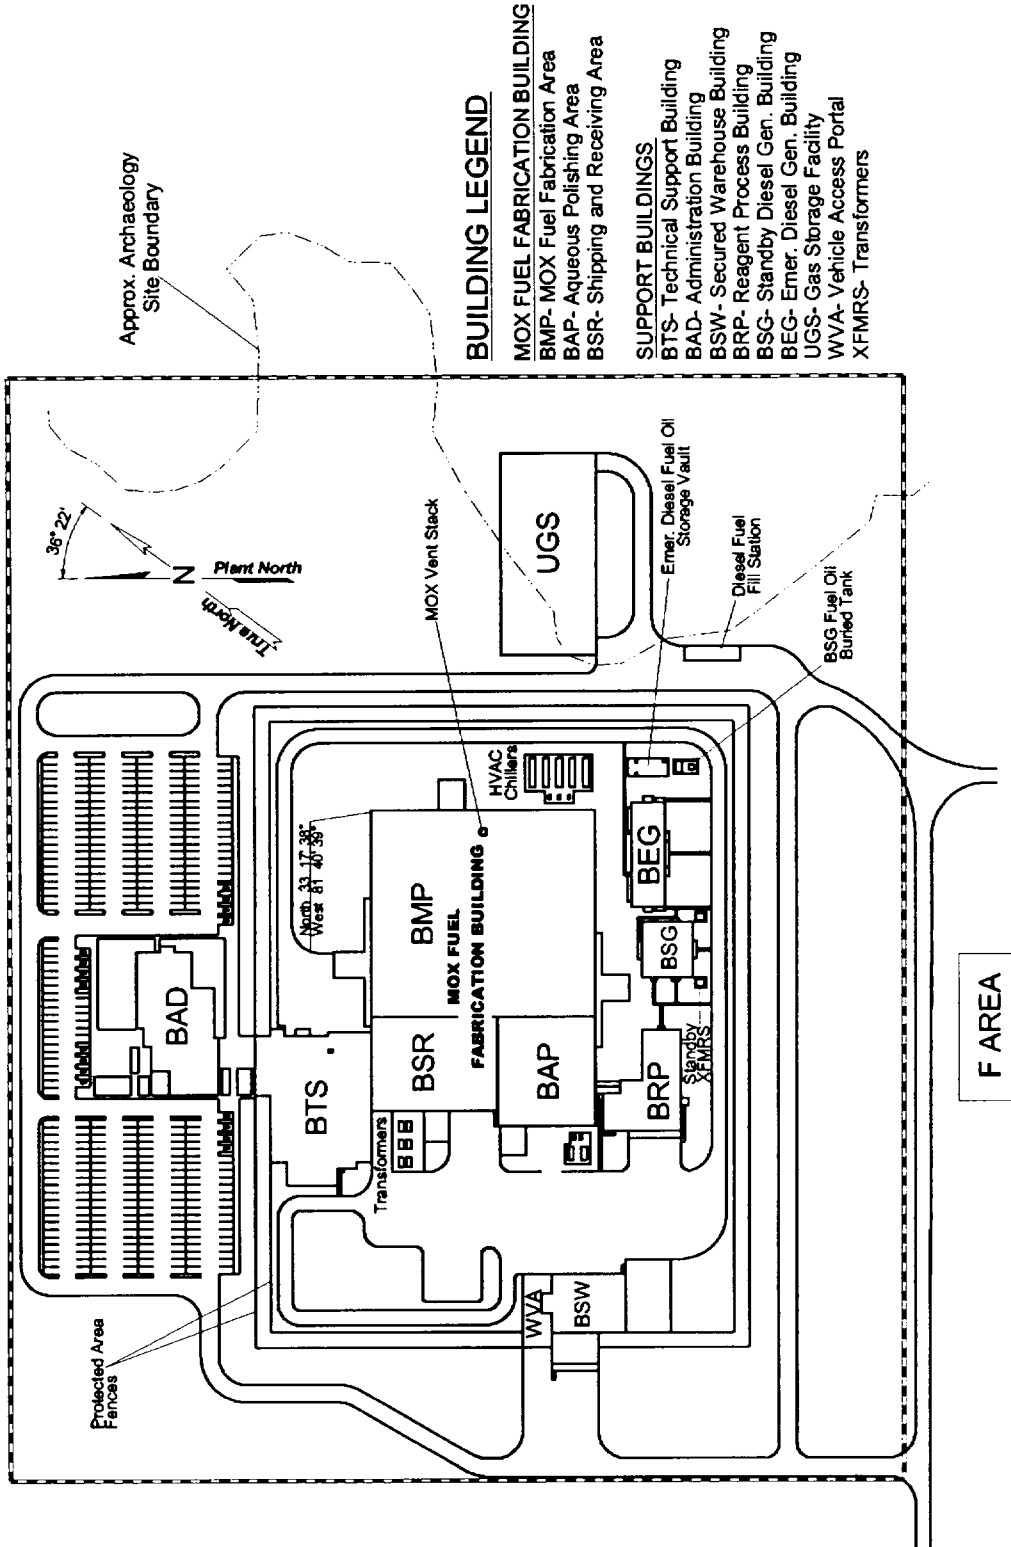 Approx. Archaeology
Site Boundary
36° 22'
N
Plant North
True North
BUILDING LEGEND
MOX FUEL FABRICATION BUILDING
BMP- MOX Fuel Fabrication Area
BAP- Aqueous Polishing Area
BSR- Shipping and Receiving Area
SUPPORT BUILDINGS
BTS- Technical Support Building
BAD- Administration Building
BSW- Secured Warehouse Building
BRP- Reagent Process Building
BSG- Standby Diesel Gen. Building
BEG- Emer. Diesel Gen. Building
UGS- Gas Storage Facility
WVA- Vehicle Access Portal
XFMRS- Transformers
Protected Area
Fences
BAD
BTS
Transformers
North 33 17' 38"
West 81 40' 39"
BMP
MOX FUEL
FABRICATION BUILDING
BSR
BAP
MOX Vent Stack
HVAC
Chillers
UGS
Emer. Diesel Fuel Oil
Storage Vault
Diesel Fuel
Fill Station
BSG Fuel Oil
Buried Tank
BEG
BSG
BRP
Standby
XFMRS
WVA
BSW
F AREA